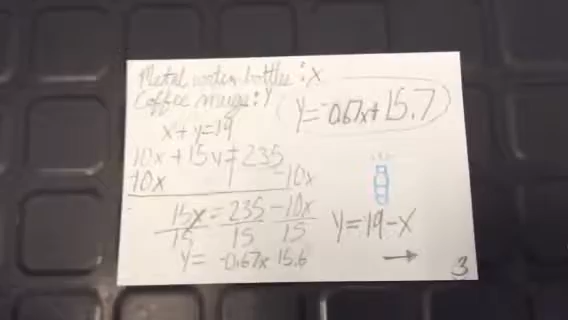 Metal water bottles: X
Coffee mugs: Y
Y=-0.67x+15.7
x+y=19
10x+15y=235
-10x -10x
15y=235-10x
15 15 15
y= -0.67x 15.6
Y=19-X
3